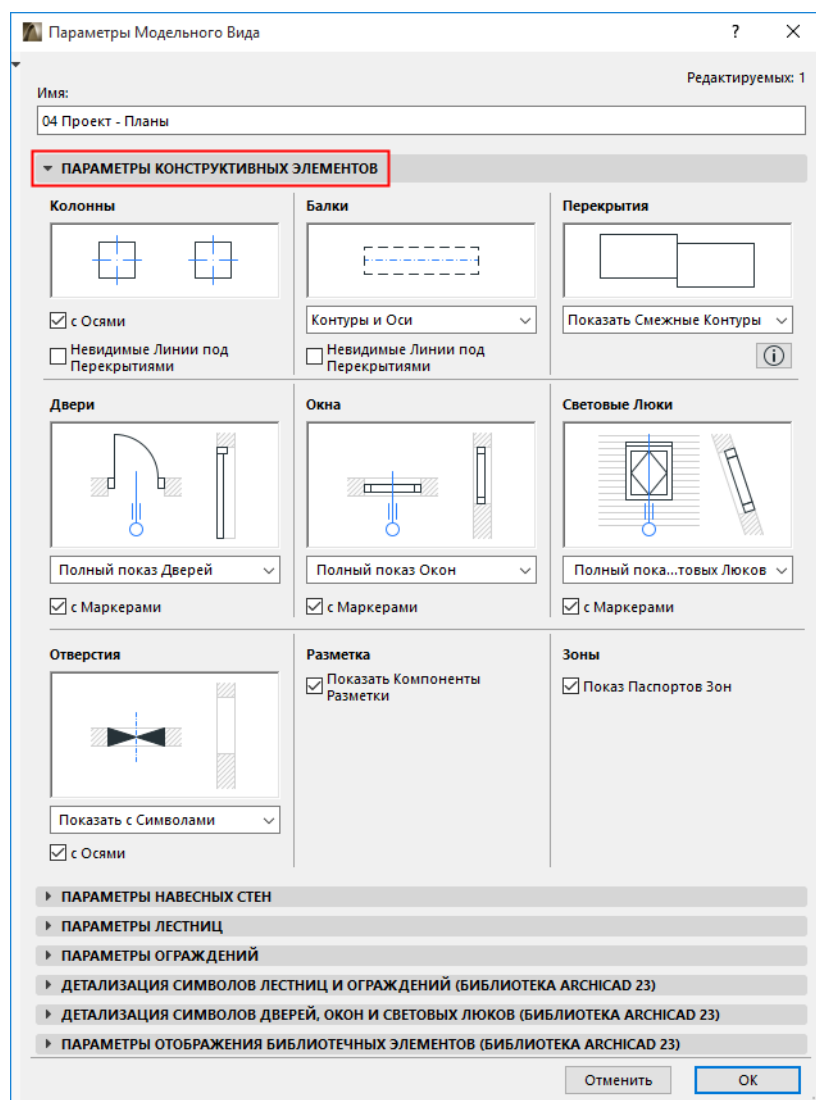 Параметры Модельного Вида
?
Редактируемых: 1
Имя:
04 Проект - Планы
ПАРАМЕТРЫ КОНСТРУКТИВНЫХ ЭЛЕМЕНТОВ
Колонны
с Осями
Невидимые Линии под
Перекрытиями
Балки
Контуры и Оси
Невидимые Линии под
Перекрытиями
Перекрытия
Показать Смежные Контуры
Двери
Полный показ Дверей
с Маркерами
Окна
Полный показ Окон
с Маркерами
Световые Люки
Полный пока...товых Люков
с Маркерами
Отверстия
Показать с Символами
с Осями
Разметка
Показать Компоненты
Разметки
Зоны
Показ Паспортов Зон
ПАРАМЕТРЫ НАВЕСНЫХ СТЕН
ПАРАМЕТРЫ ЛЕСТНИЦ
ПАРАМЕТРЫ ОГРАЖДЕНИЙ
ДЕТАЛИЗАЦИЯ СИМВОЛОВ ЛЕСТНИЦ И ОГРАЖДЕНИЙ (БИБЛИОТЕКА ARCHICAD 23)
ДЕТАЛИЗАЦИЯ СИМВОЛОВ ДВЕРЕЙ, ОКОН И СВЕТОВЫХ ЛЮКОВ (БИБЛИОТЕКА ARCHICAD 23)
ПАРАМЕТРЫ ОТОБРАЖЕНИЯ БИБЛИОТЕЧНЫХ ЭЛЕМЕНТОВ (БИБЛИОТЕКА ARCHICAD 23)
Отменить
ОК